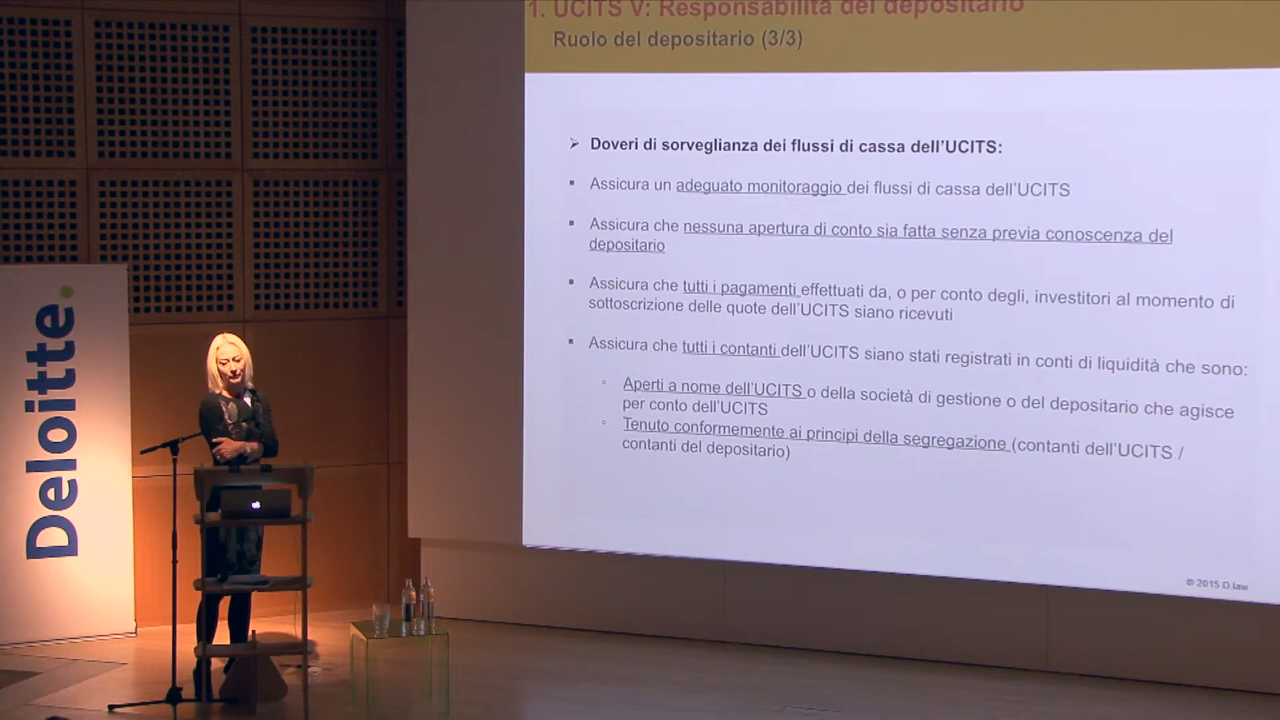 1. UCITS V: Responsabilità del depositario
Ruolo del depositario (3/3)
Doveri di sorveglianza dei flussi di cassa dell'UCITS:
Assicura un adeguato monitoraggio dei flussi di cassa dell'UCITS
Assicura che nessuna apertura di conto sia fatta senza previa conoscenza del
depositario
Assicura che tutti i pagamenti effettuati da, o per conto degli, investitori al momento di
sottoscrizione delle quote dell'UCITS siano ricevuti
Assicura che tutti i contanti dell'UCITS siano stati registrati in conti di liquidità che sono:
Aperti a nome dell'UCITS o della società di gestione o del depositario che agisce
per conto dell'UCITS
Tenuto conformemente ai principi della segregazione (contanti dell'UCITS /
contanti del depositario)
© 2015 D.law
Deloitte.